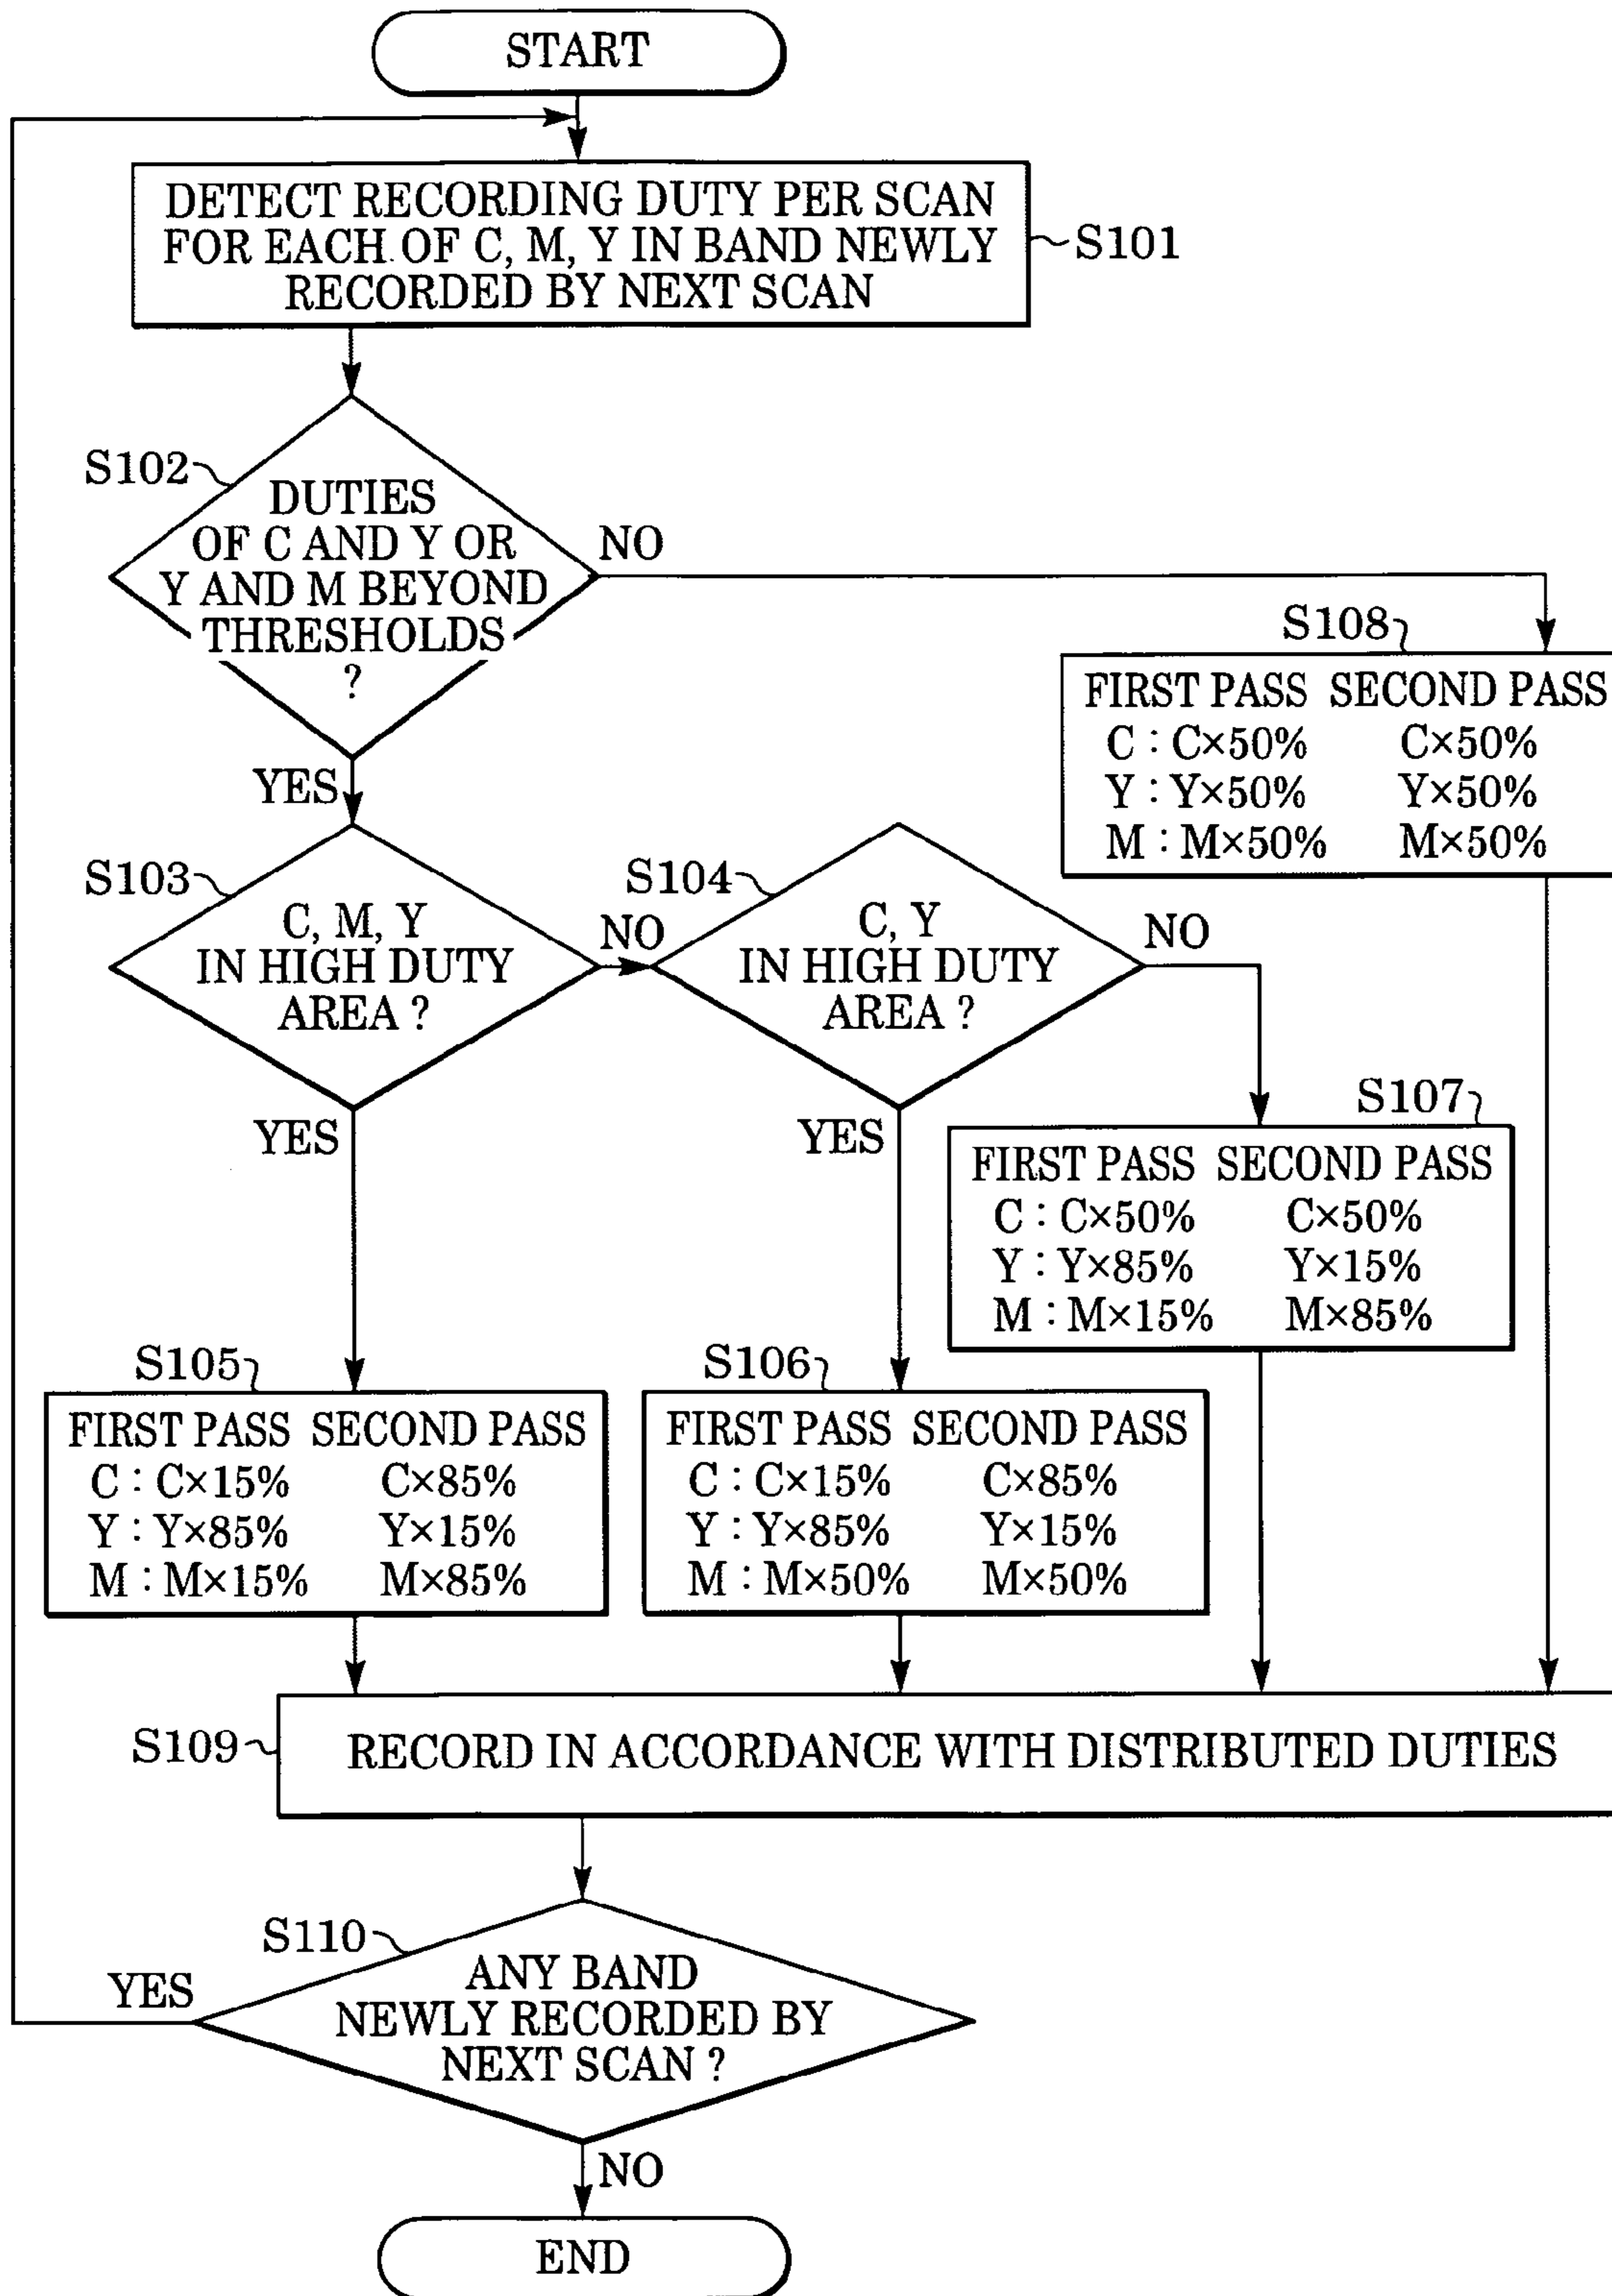 START
DETECT RECORDING DUTY PER SCAN
FOR EACH OF C, M, Y IN BAND NEWLY
RECORDED BY NEXT SCAN
S101
S102
DUTIES
OF C AND Y OR
Y AND M BEYOND
THRESHOLDS
?
NO
YES
S108
FIRST PASS SECOND PASS
C : C×50% C×50%
Y : Y×50% Y×50%
M : M×50% M×50%
S103
C, M, Y
IN HIGH DUTY
AREA ?
NO
YES
S104
C, Y
IN HIGH DUTY
AREA ?
NO
YES
S107
FIRST PASS SECOND PASS
C : C×50% C×50%
Y : Y×85% Y×15%
M : M×15% M×85%
S105
FIRST PASS SECOND PASS
C : C×15% C×85%
Y : Y×85% Y×15%
M : M×15% M×85%
S106
FIRST PASS SECOND PASS
C : C×15% C×85%
Y : Y×85% Y×15%
M : M×50% M×50%
S109
RECORD IN ACCORDANCE WITH DISTRIBUTED DUTIES
S110
ANY BAND
NEWLY RECORDED BY
NEXT SCAN ?
YES
NO
END